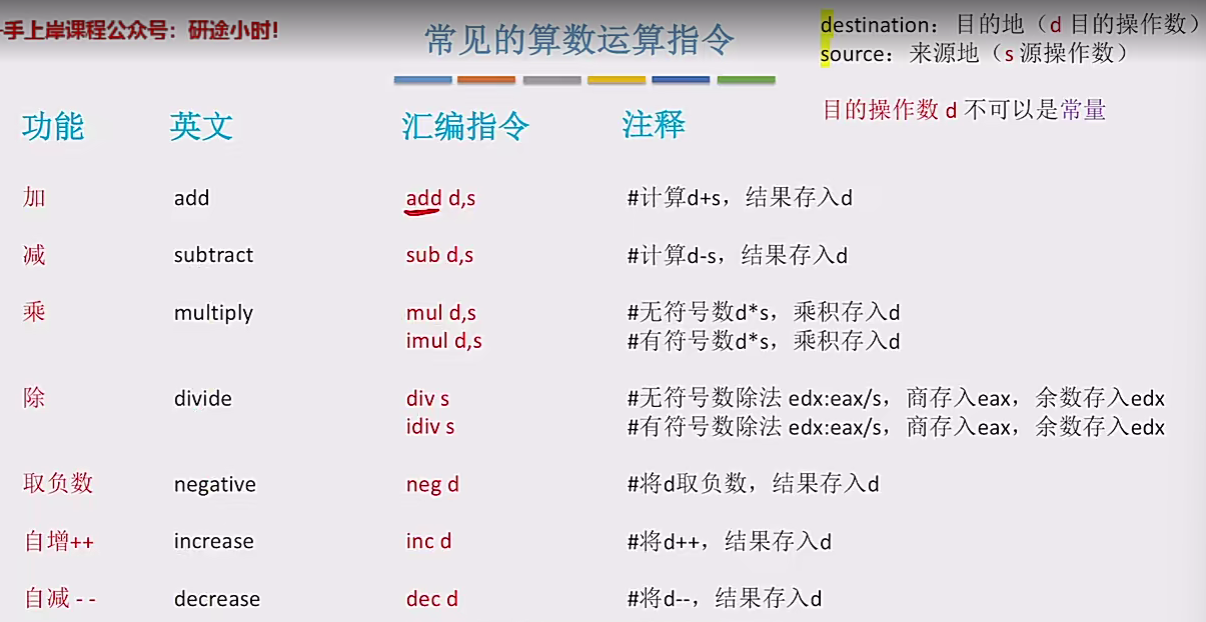 手上岸课程公众号：研途小时!
常见的算数运算指令
destination：目的地（d 目的操作数）
source：来源地（s 源操作数）
目的操作数 d 不可以是常量
功能 英文 汇编指令 注释
加 add add d,s #计算d+s，结果存入d
减 subtract sub d,s #计算d-s，结果存入d
乘 multiply mul d,s #无符号数d*s，乘积存入d
imul d,s #有符号数d*s，乘积存入d
除 divide div s #无符号数除法 edx:eax/s，商存入eax，余数存入edx
idiv s #有符号数除法 edx:eax/s，商存入eax，余数存入edx
取负数 negative neg d #将d取负数，结果存入d
自增++ increase inc d #将d++，结果存入d
自减 - - decrease dec d #将d--，结果存入d